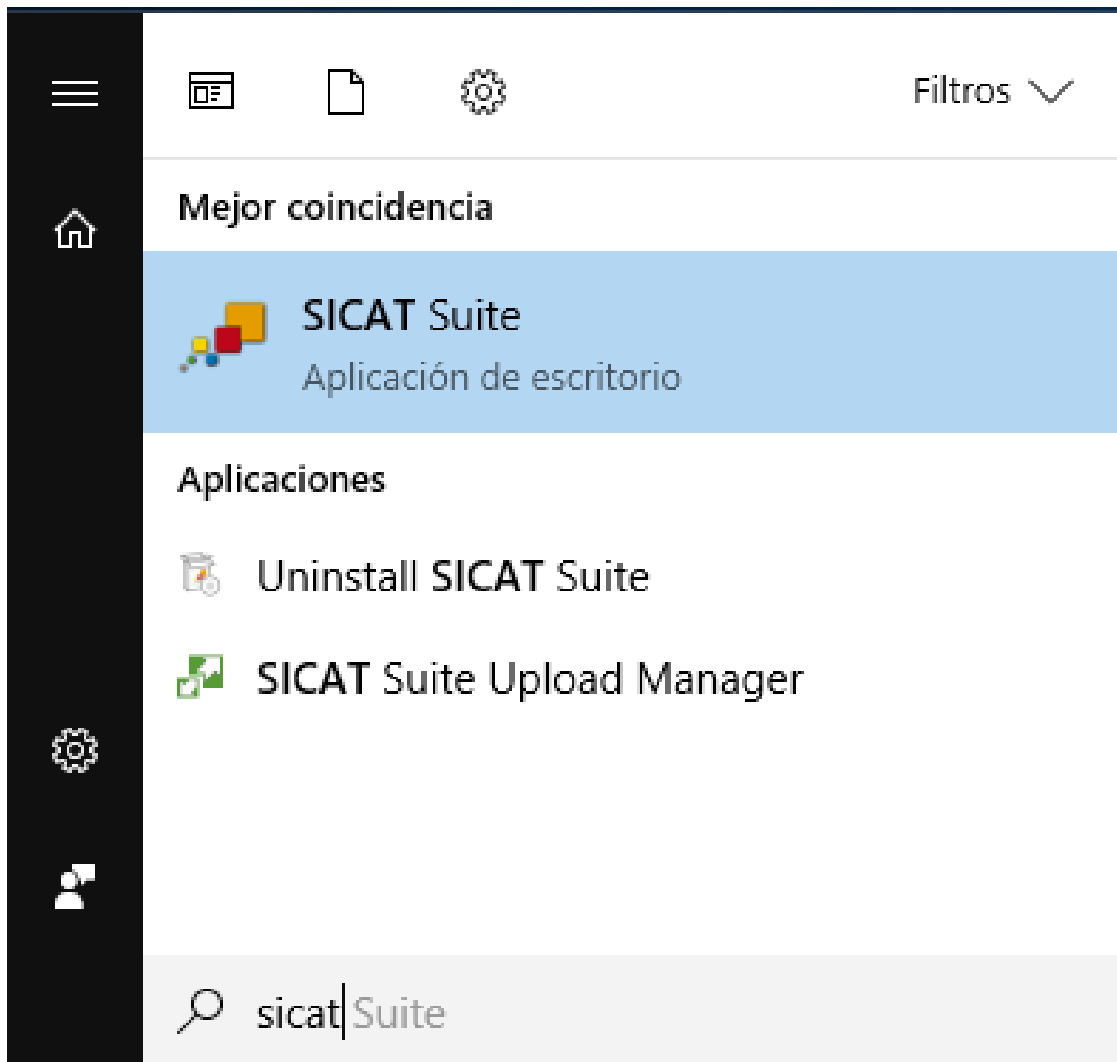 Filtros
Mejor coincidencia
SICAT Suite
Aplicación de escritorio
Aplicaciones
Uninstall SICAT Suite
SICAT Suite Upload Manager
sicat Suite